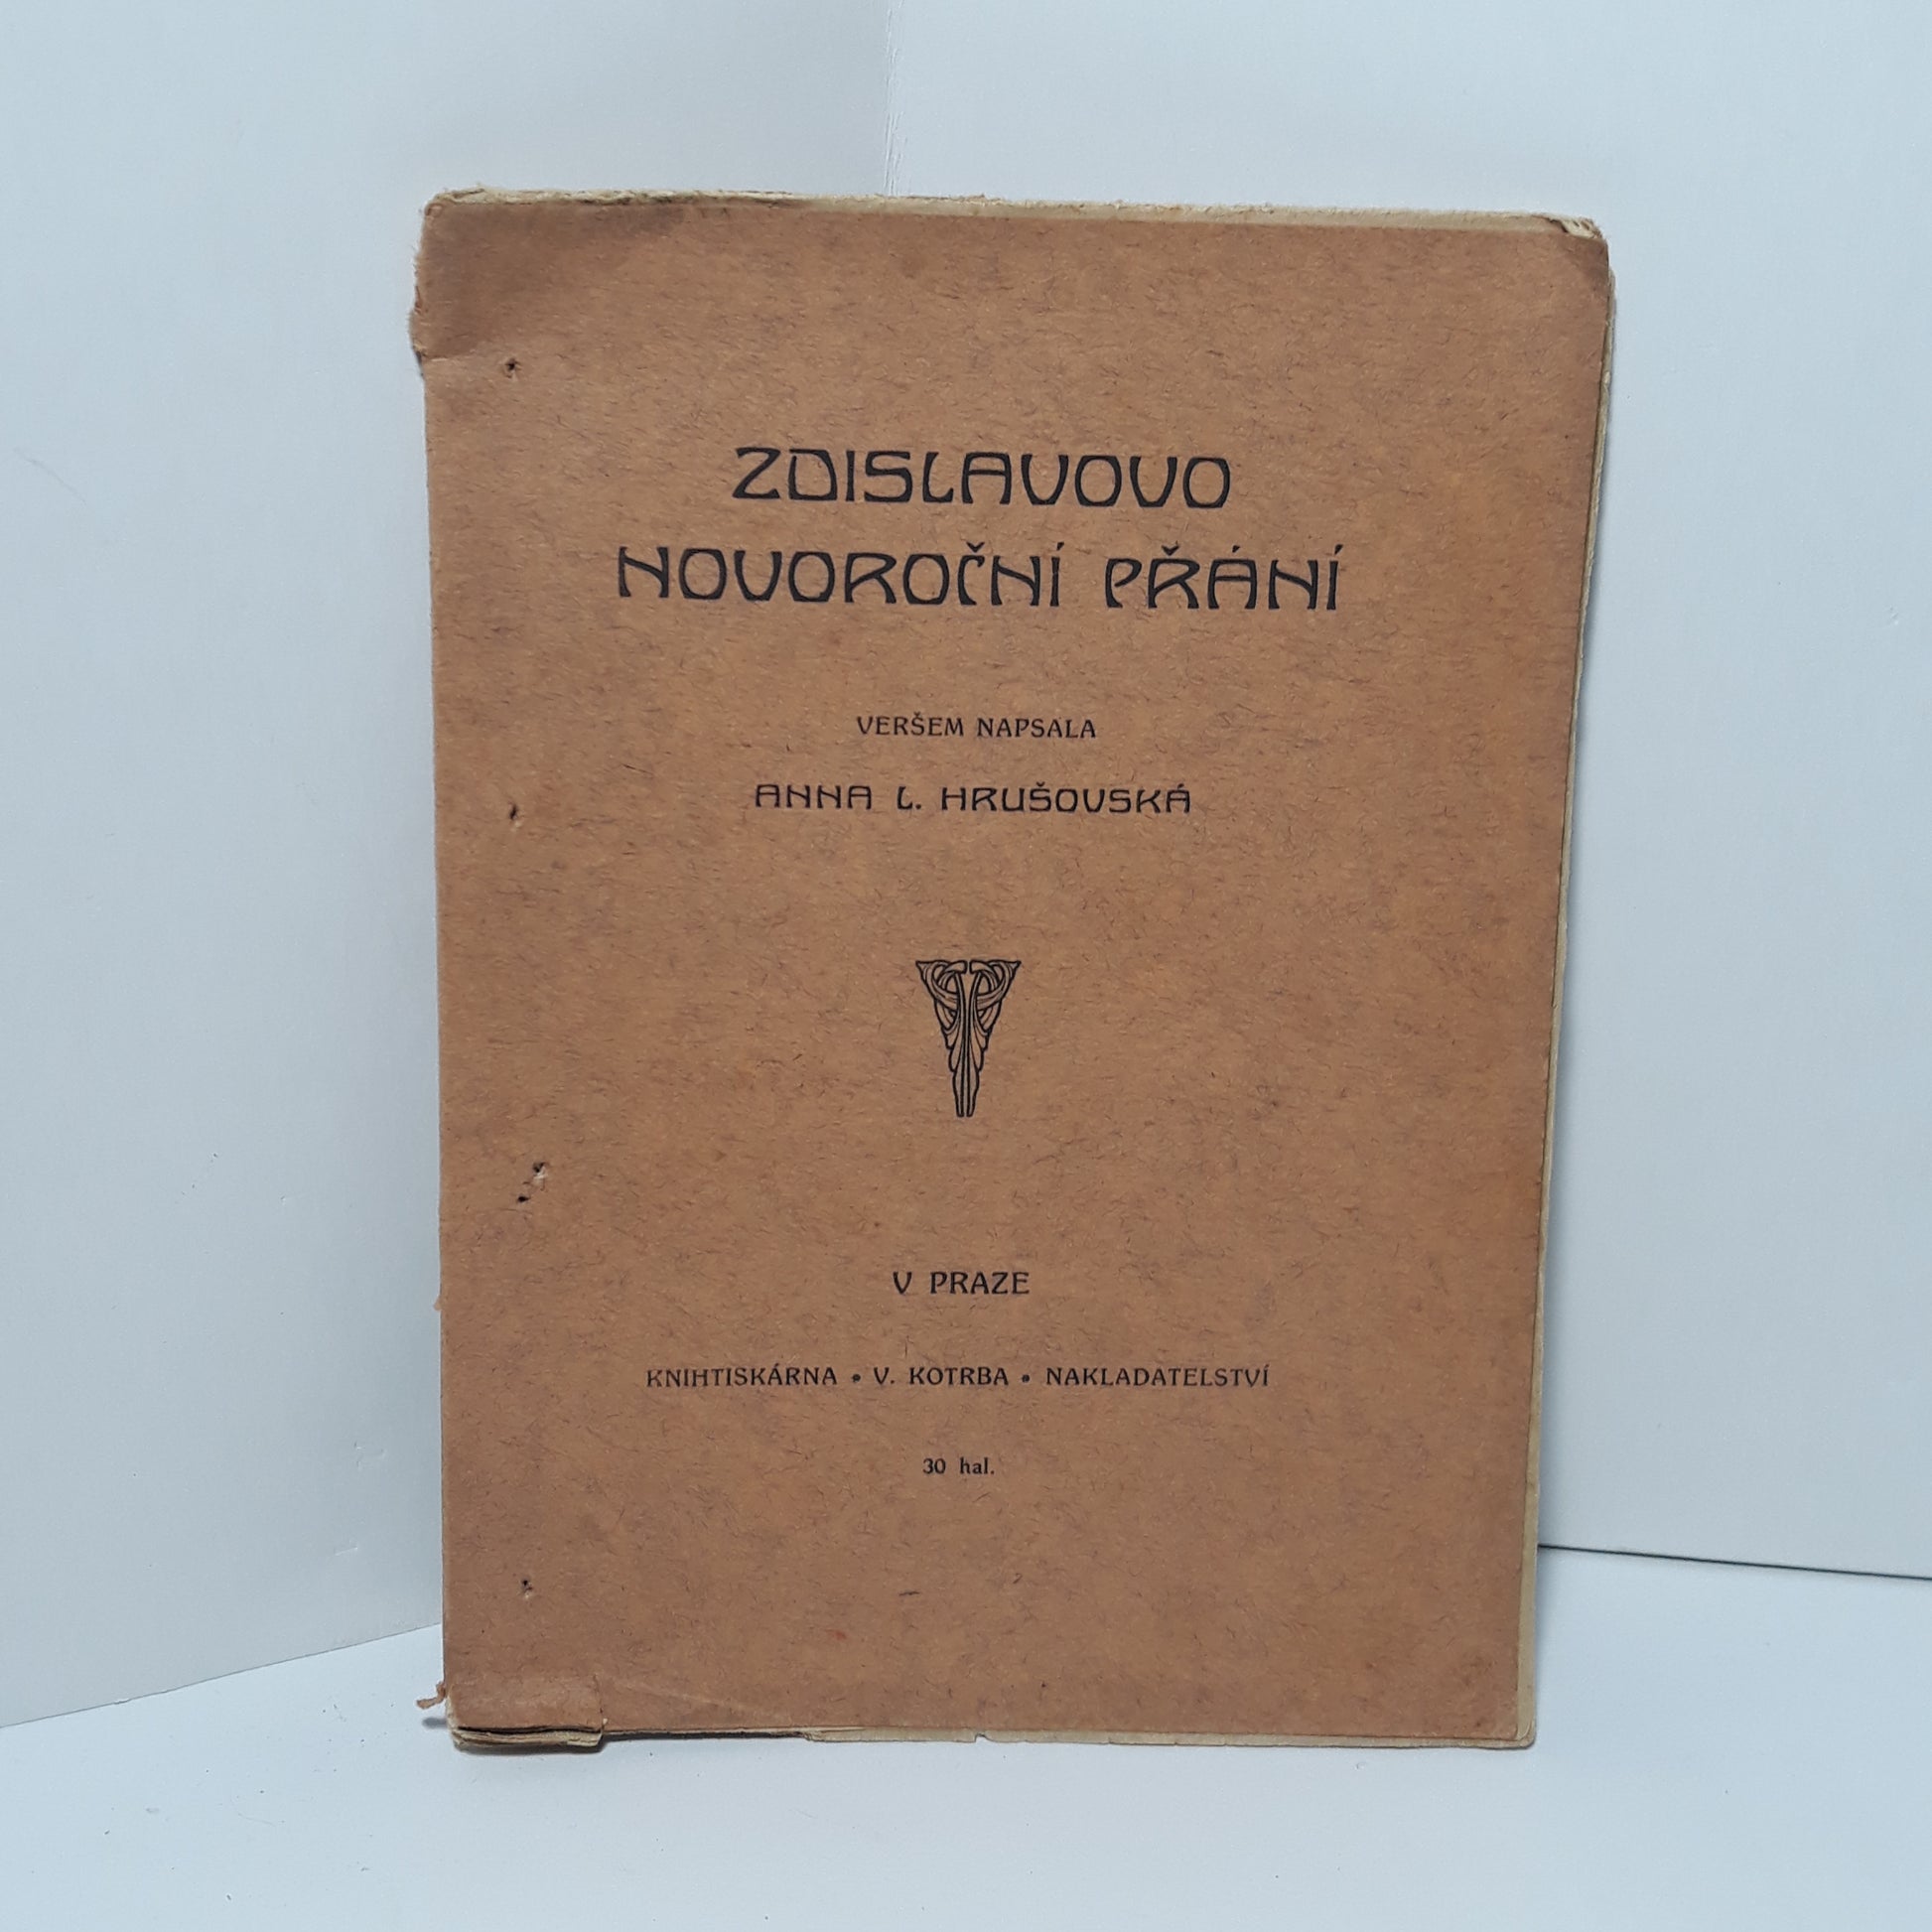 ZDISLAVOVO
NOVOROČNÍ PŘÁNÍ
VERŠEM NAPSALA
ANNA L. HRUŠOVSKÁ
V PRAZE
KNIHTISKÁRNA • V. KOTRBA • NAKLADATELSTVÍ
30 hal.